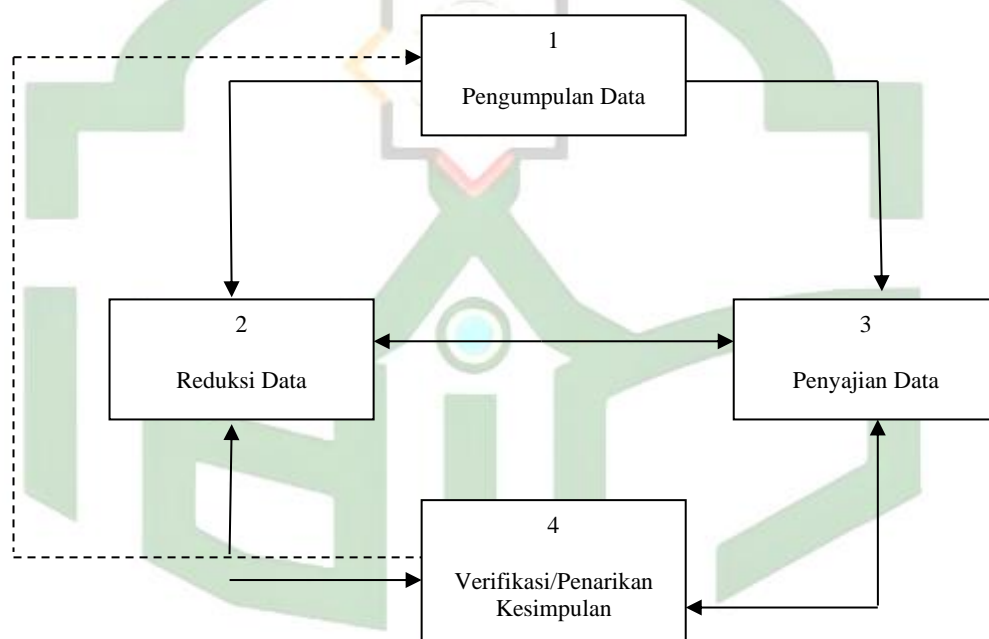 1
Pengumpulan Data
2
Reduksi Data
3
Penyajian Data
4
Verifikasi/Penarikan
Kesimpulan